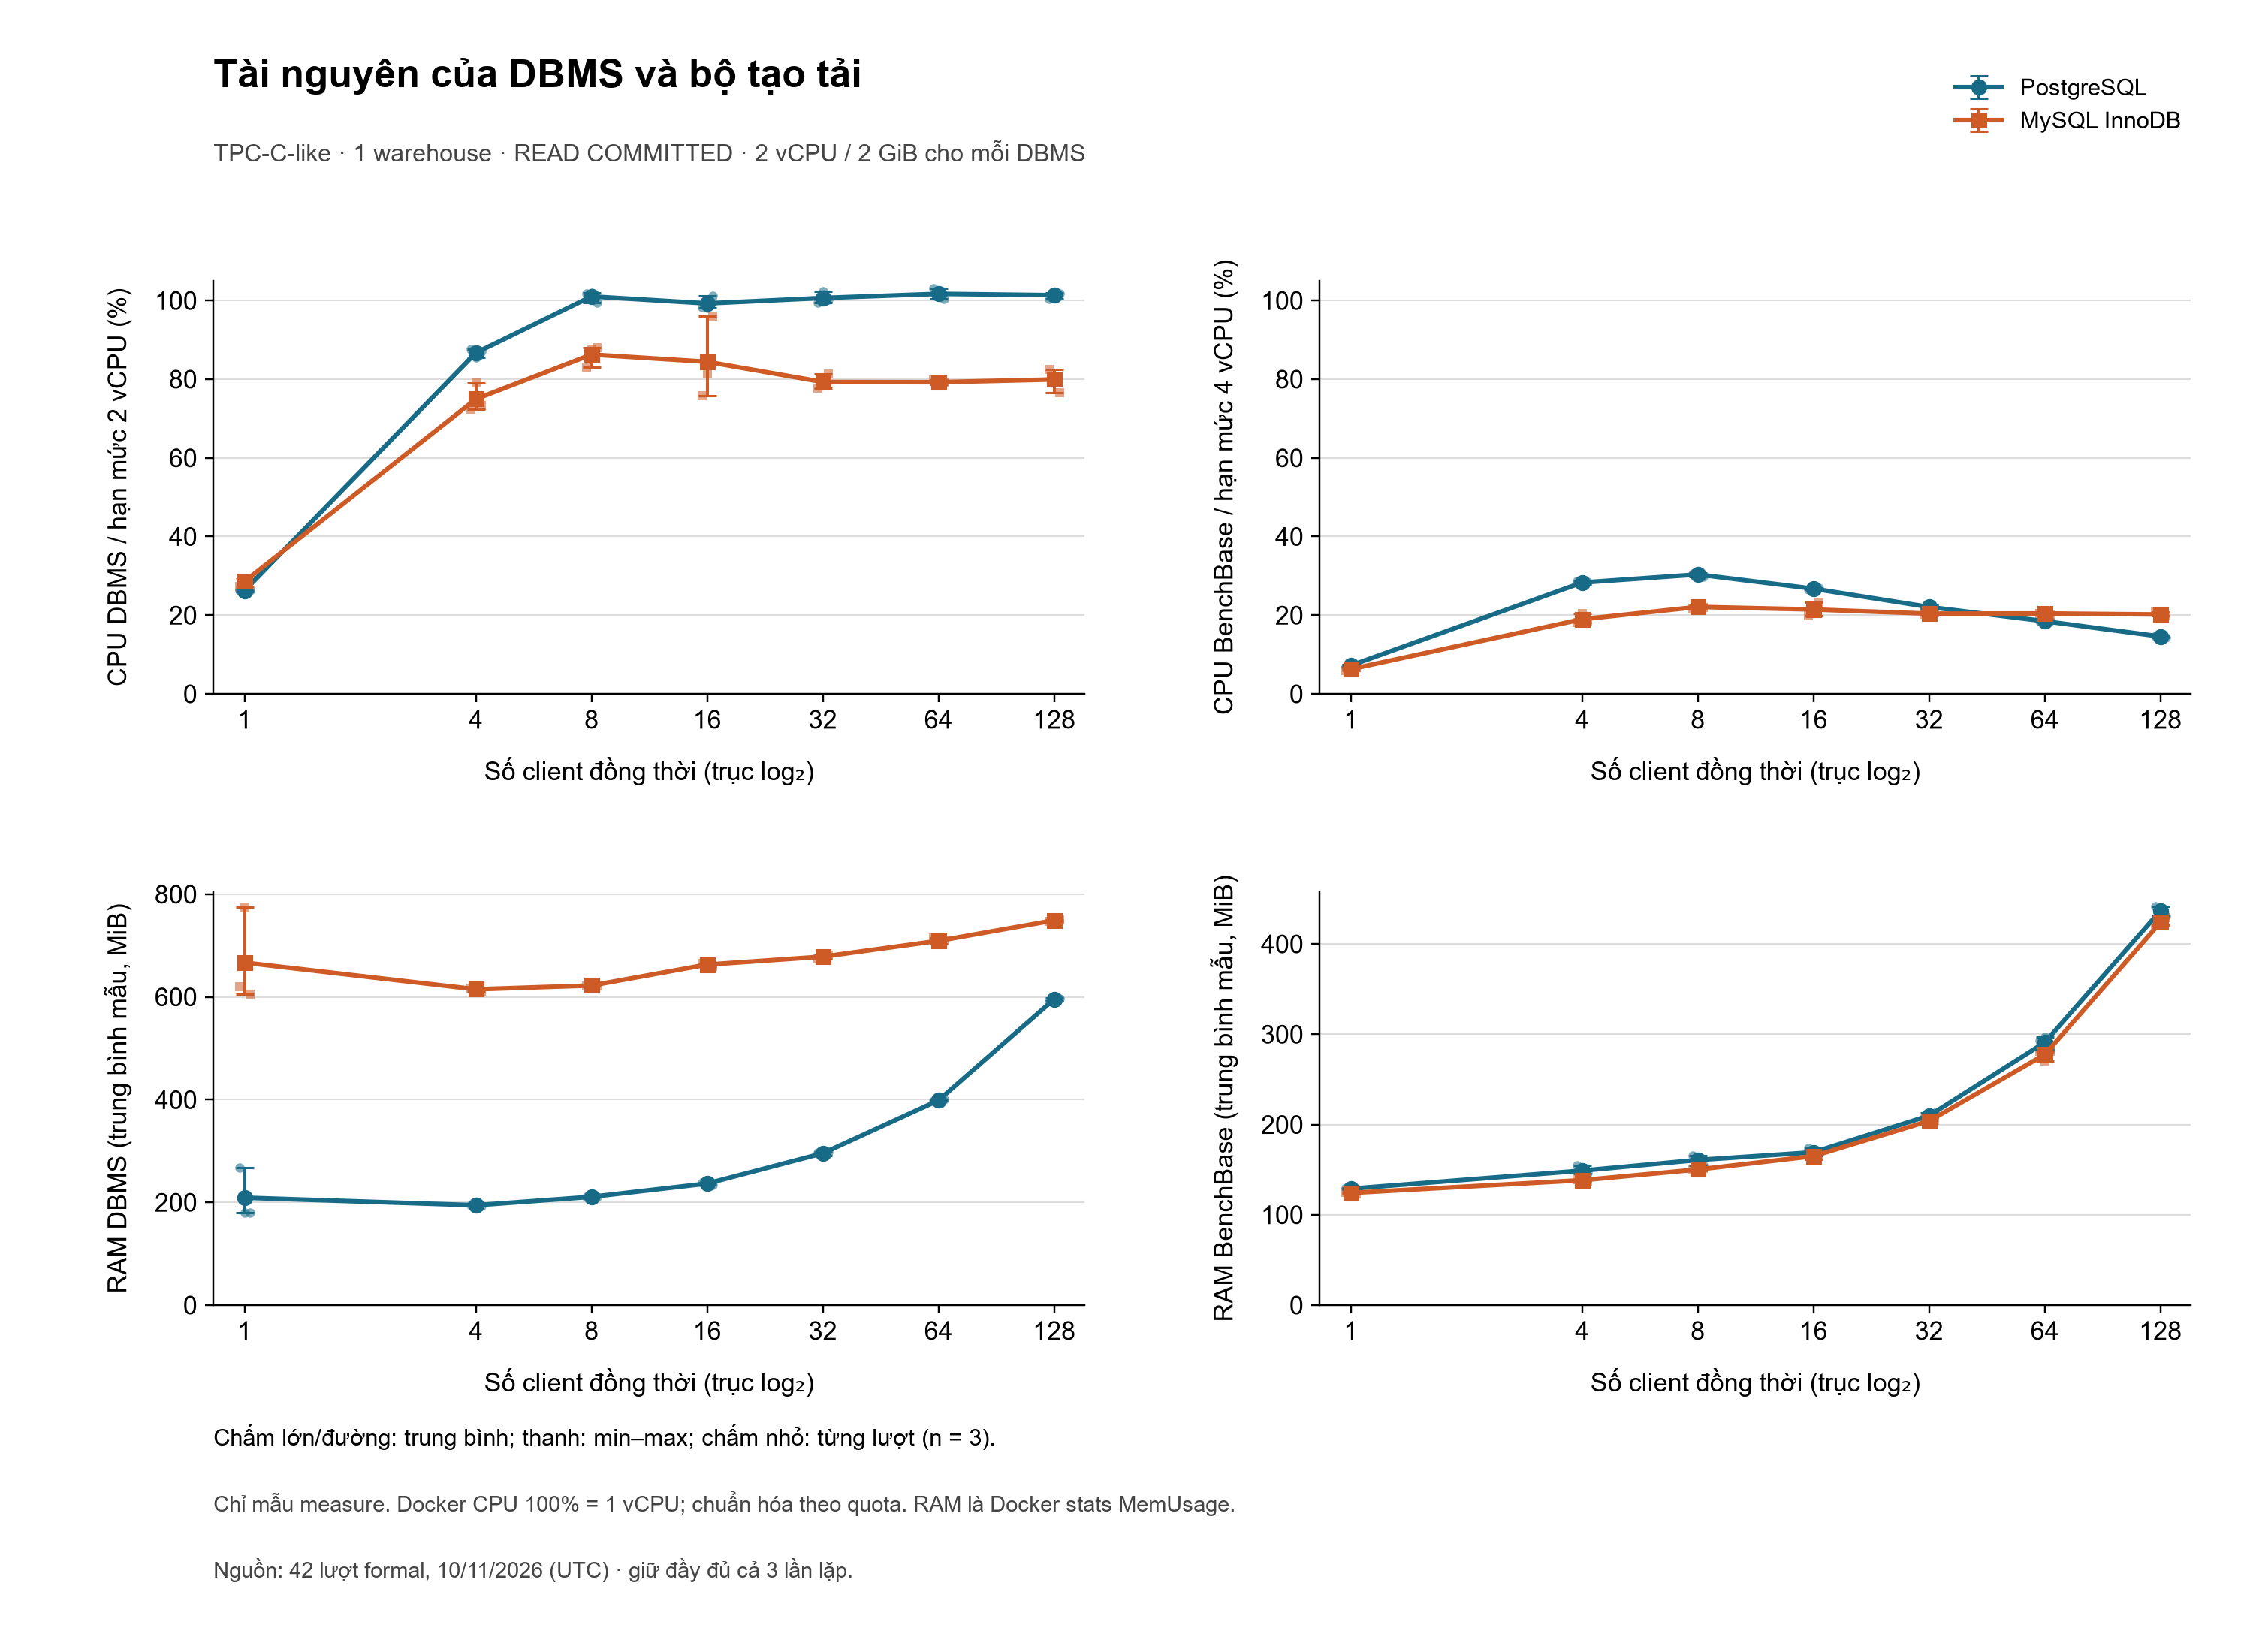 Tài nguyên của DBMS và bộ tạo tải
PostgreSQL
MySQL InnoDB
TPC-C-like · 1 warehouse · READ COMMITTED · 2 vCPU / 2 GiB cho mỗi DBMS
CPU DBMS / hạn mức 2 vCPU (%)
100
80
60
40
20
0
1 4 8 16 32 64 128
Số client đồng thời (trục log₂)
CPU BenchBase / hạn mức 4 vCPU (%)
100
80
60
40
20
0
1 4 8 16 32 64 128
Số client đồng thời (trục log₂)
RAM DBMS (trung bình mẫu, MiB)
800
600
400
200
0
1 4 8 16 32 64 128
Số client đồng thời (trục log₂)
RAM BenchBase (trung bình mẫu, MiB)
400
300
200
100
0
1 4 8 16 32 64 128
Số client đồng thời (trục log₂)
Chấm lớn/đường: trung bình; thanh: min–max; chấm nhỏ: từng lượt (n = 3).
Chỉ mẫu measure. Docker CPU 100% = 1 vCPU; chuẩn hóa theo quota. RAM là Docker stats MemUsage.
Nguồn: 42 lượt formal, 10/11/2026 (UTC) · giữ đầy đủ cả 3 lần lặp.